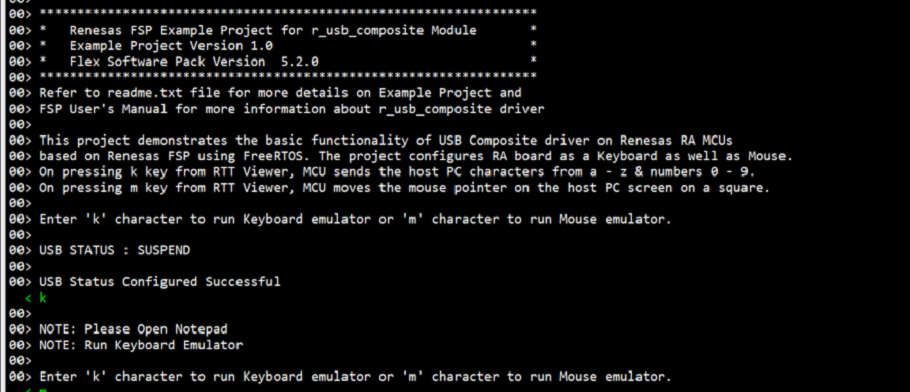 00>
00> ******************************************************************
00> *   Renesas FSP Example Project for r_usb_composite Module       *
00> *   Example Project Version 1.0                                  *
00> *   Flex Software Pack Version  5.2.0                            *
00> ******************************************************************
00> Refer to readme.txt file for more details on Example Project and
00> FSP User's Manual for more information about r_usb_composite driver
00>
00> This project demonstrates the basic functionality of USB Composite driver on Renesas RA MCUs
00> based on Renesas FSP using FreeRTOS. The project configures RA board as a Keyboard as well as Mouse.
00> On pressing k key from RTT Viewer, MCU sends the host PC characters from a - z & numbers 0 - 9.
00> On pressing m key from RTT Viewer, MCU moves the mouse pointer on the host PC screen on a square.
00>
00> Enter 'k' character to run Keyboard emulator or 'm' character to run Mouse emulator.
00>
00> USB STATUS : SUSPEND
00>
00> USB Status Configured Successful
< k
00>
00> NOTE: Please Open Notepad
00> NOTE: Run Keyboard Emulator
00>
00> Enter 'k' character to run Keyboard emulator or 'm' character to run Mouse emulator.
< m